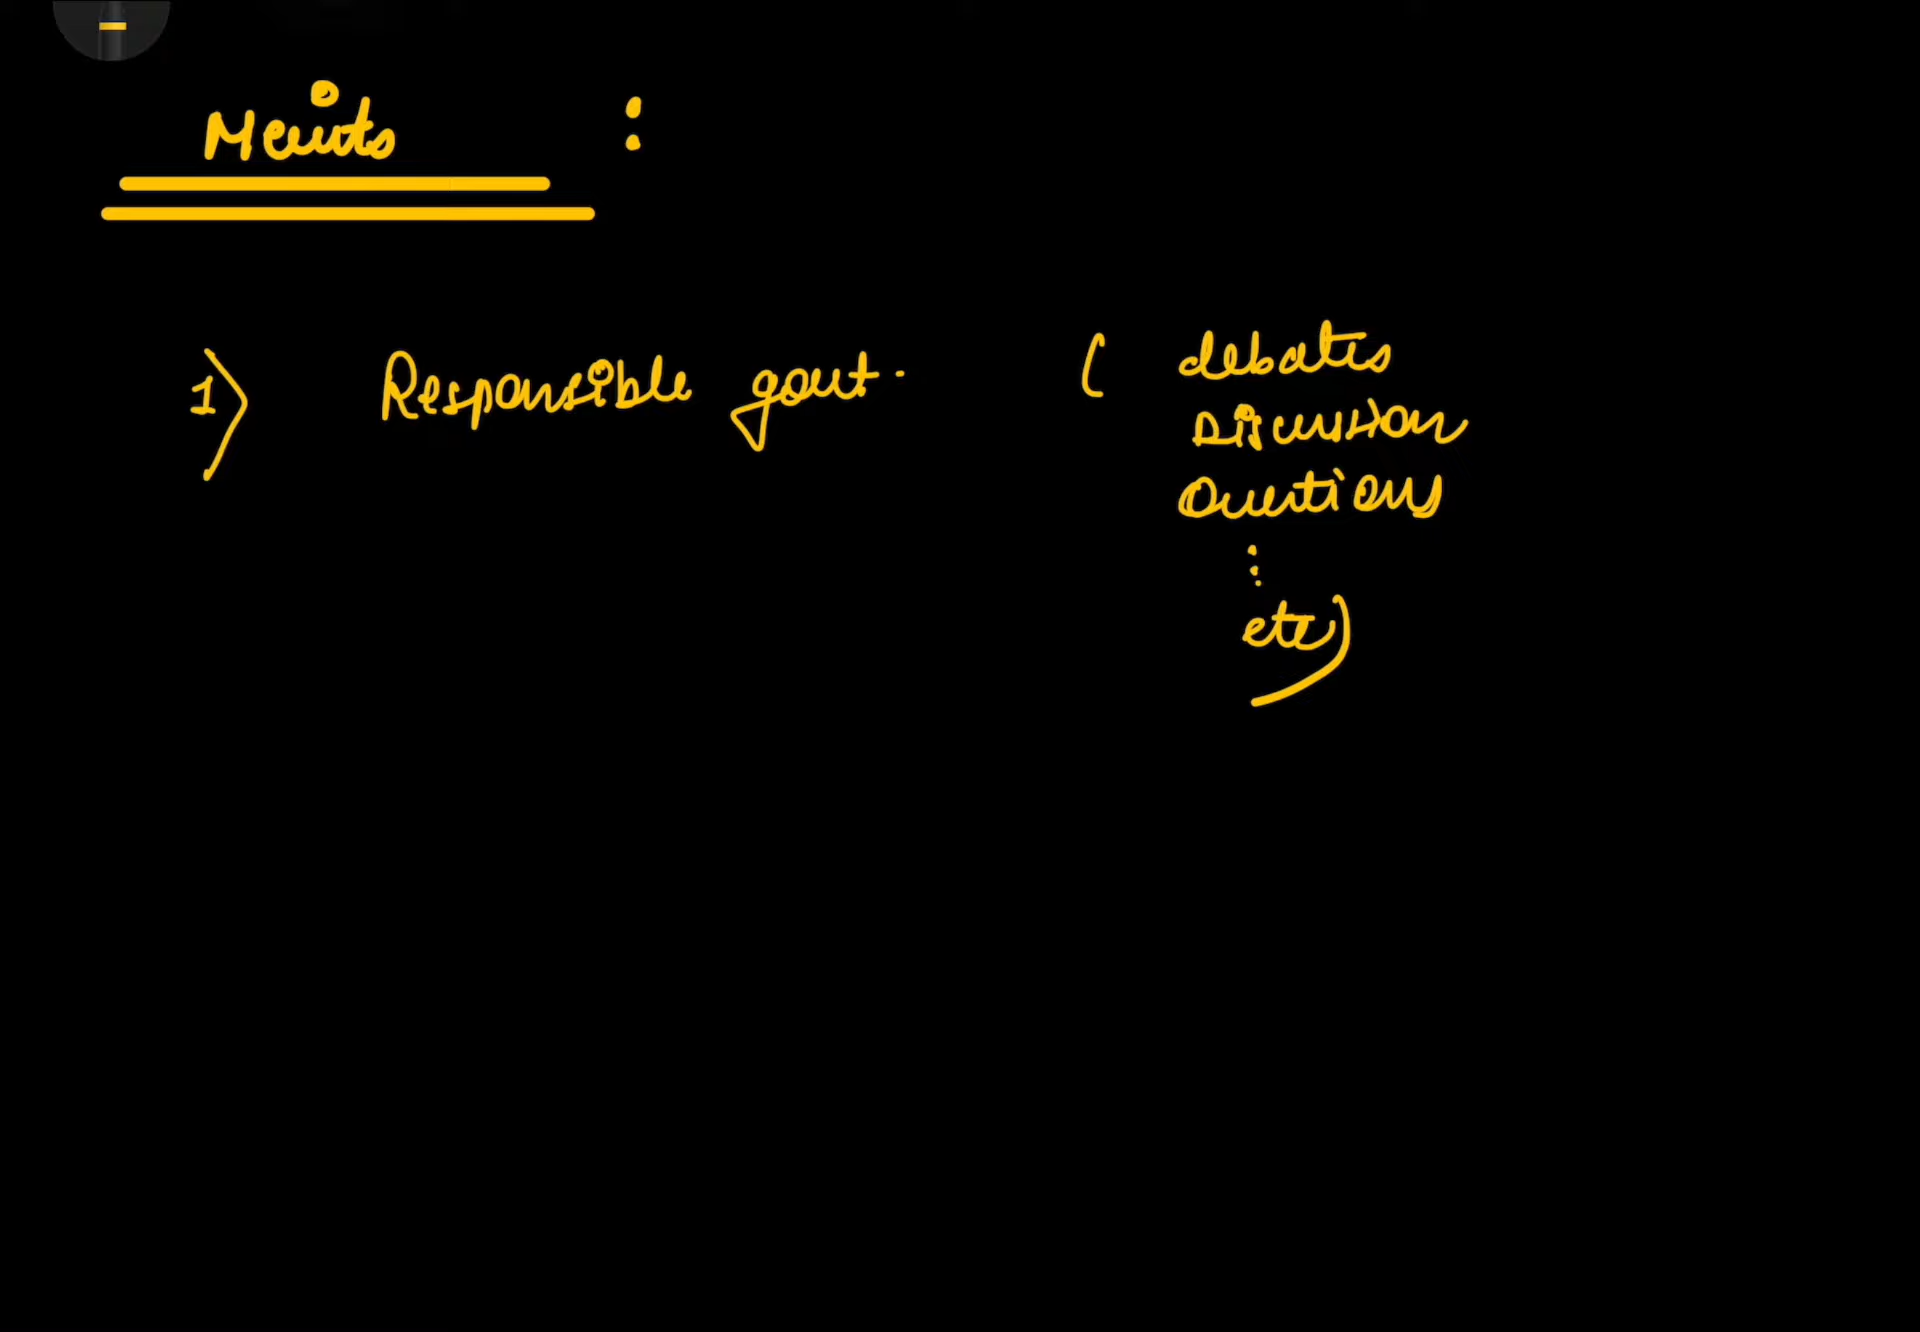 Merits :
1) Responsible govt. ( debates
Discussion
Questions
⋮
etc)